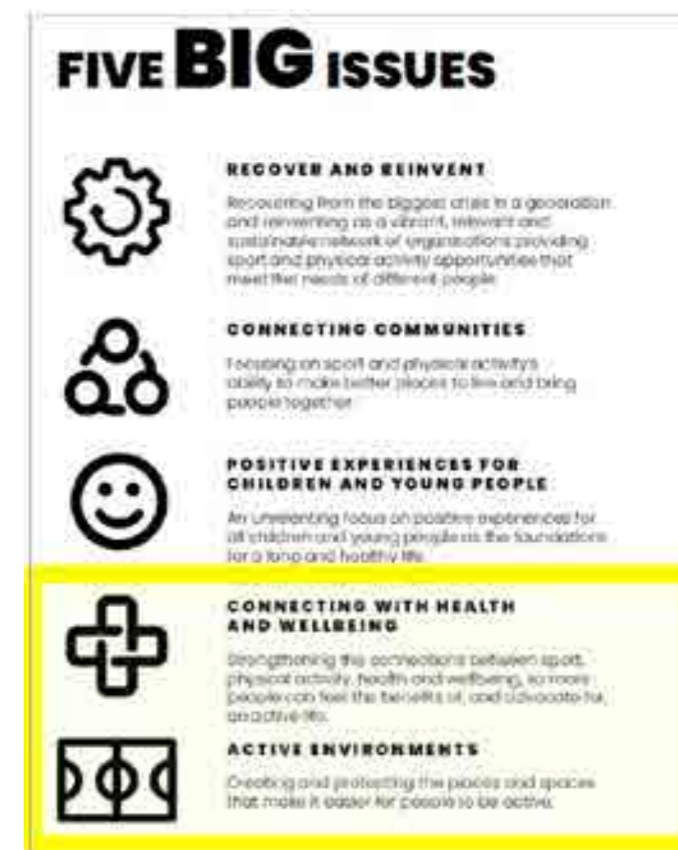 FIVE BIG ISSUES
RECOVER AND REINVENT
Recovering from the biggest crisis in a generation
and reinventing as a vibrant, relevant and
sustainable network of organisations providing
sport and physical activity opportunities that
meet the needs of different people.
CONNECTING COMMUNITIES
Focusing on sport and physical activity's
ability to make better places to live and bring
people together.
POSITIVE EXPERIENCES FOR
CHILDREN AND YOUNG PEOPLE
An unrelenting focus on positive experiences for
all children and young people as the foundations
for a long and healthy life.
CONNECTING WITH HEALTH
AND WELLBEING
Strengthening the connections between sport,
physical activity, health and wellbeing, so more
people can feel the benefits of, and advocate for,
an active life.
ACTIVE ENVIRONMENTS
Creating and protecting the places and spaces
that make it easier for people to be active.